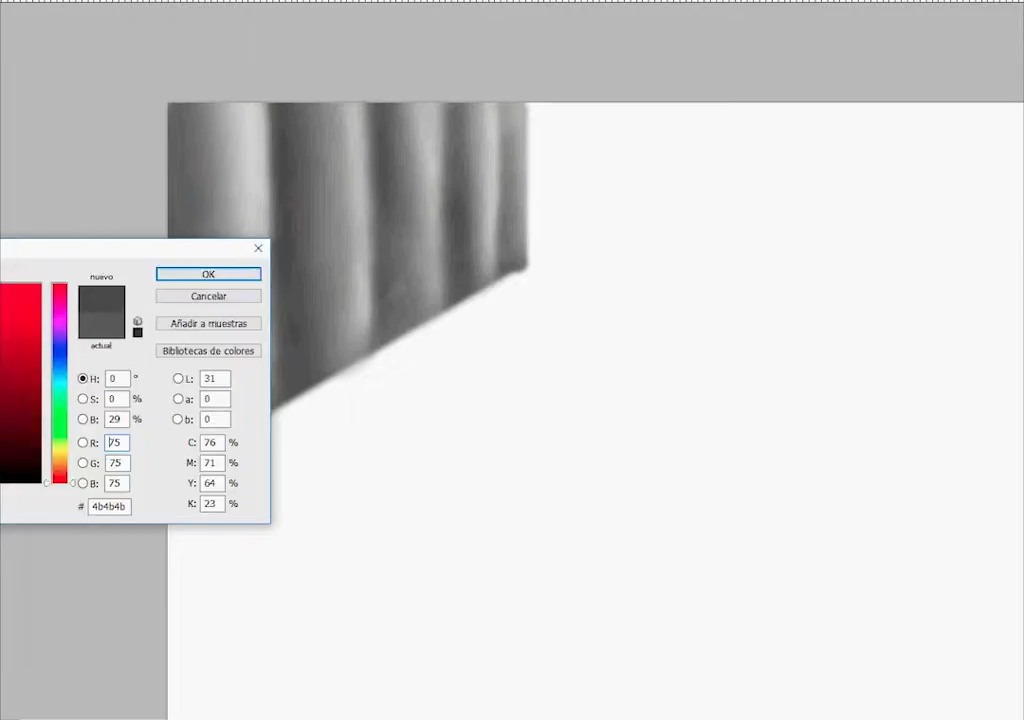 nuevo
OK
Cancelar
actual
Añadir a muestras
Bibliotecas de colores
H: 0 ° L: 31
S: 0 % a: 0
B: 29 % b: 0
R: 75 C: 76 %
G: 75 M: 71 %
B: 75 Y: 64 %
# 4b4b4b K: 23 %